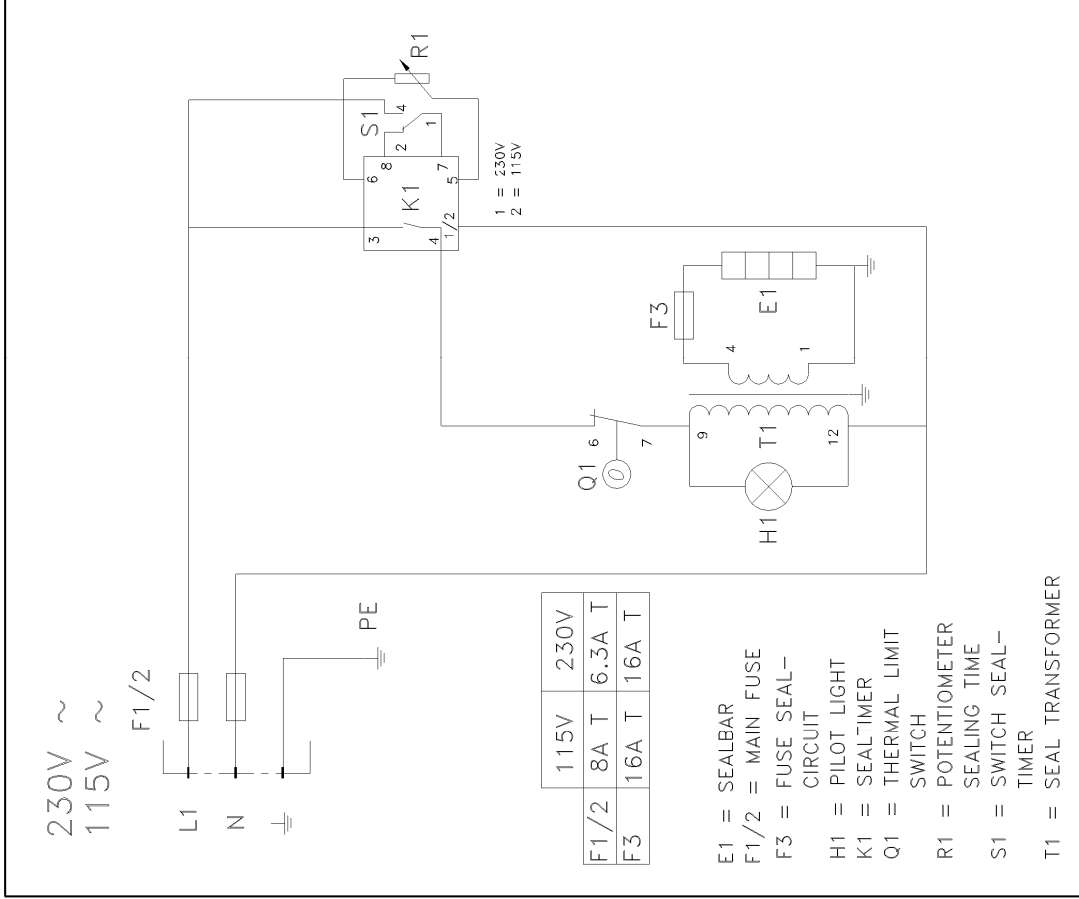 230V ~
115V ~
F1/2
L1
N
PE
S1
R1
4
2
1
6
8
K1
7
5
3
4
1/2
1 = 230V
2 = 115V
Q1
6
7
F3
E1
4
1
9
T1
12
H1
115V 230V
F1/2 8A T 6.3A T
F3 16A T 16A T
E1 = SEALBAR
F1/2 = MAIN FUSE
F3 = FUSE SEAL-
CIRCUIT
H1 = PILOT LIGHT
K1 = SEALTIMER
Q1 = THERMAL LIMIT
SWITCH
R1 = POTENTIOMETER
SEALING TIME
S1 = SWITCH SEAL-
TIMER
T1 = SEAL TRANSFORMER